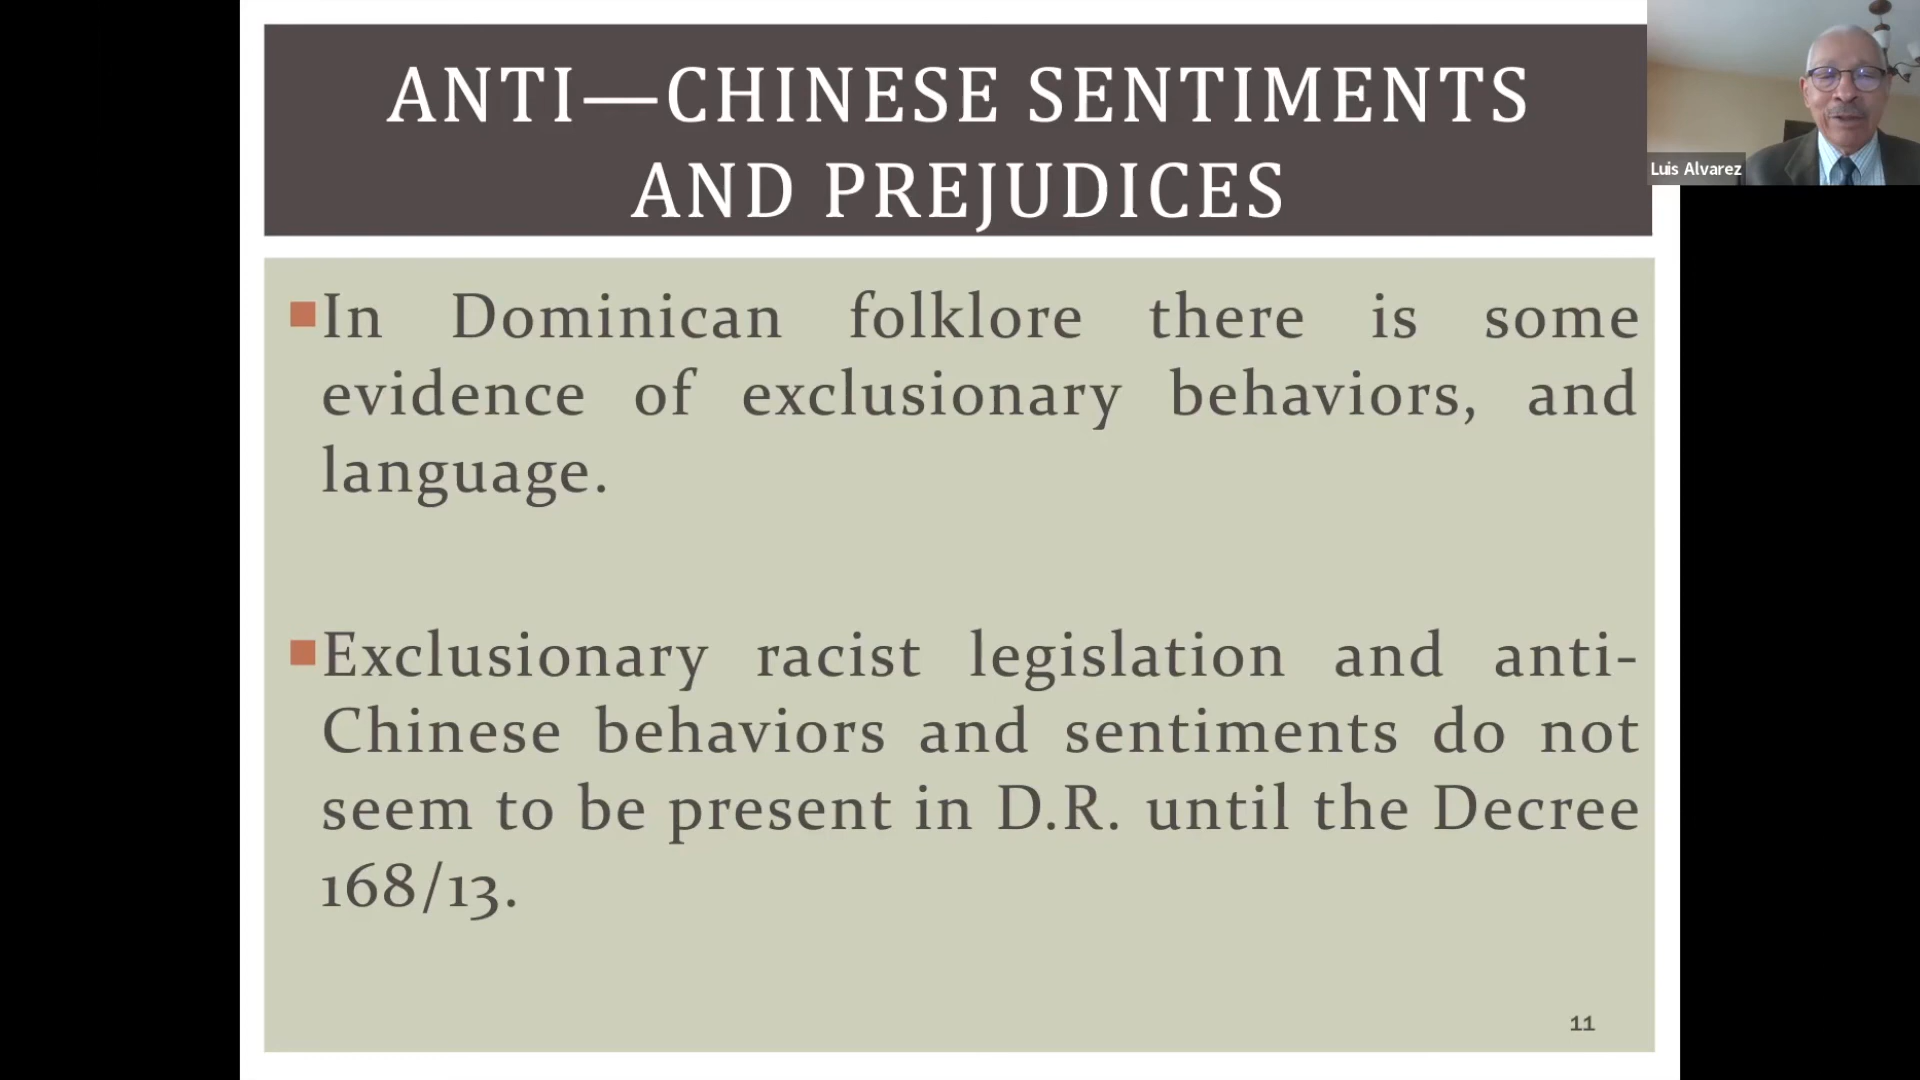 ANTI—CHINESE SENTIMENTS
AND PREJUDICES
Luis Alvarez
In Dominican folklore there is some
evidence of exclusionary behaviors, and
language.
Exclusionary racist legislation and anti-
Chinese behaviors and sentiments do not
seem to be present in D.R. until the Decree
168/13.
11